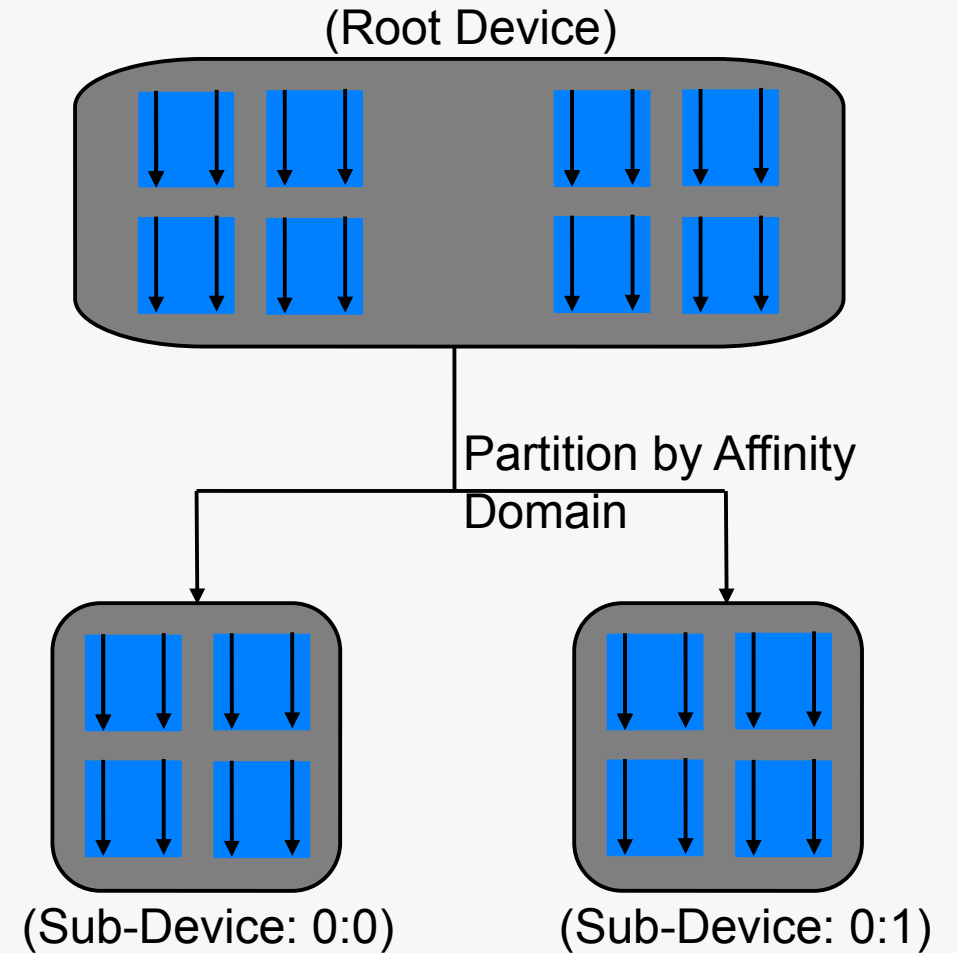 (Root Device)
Partition by Affinity
Domain
(Sub-Device: 0:0)
(Sub-Device: 0:1)